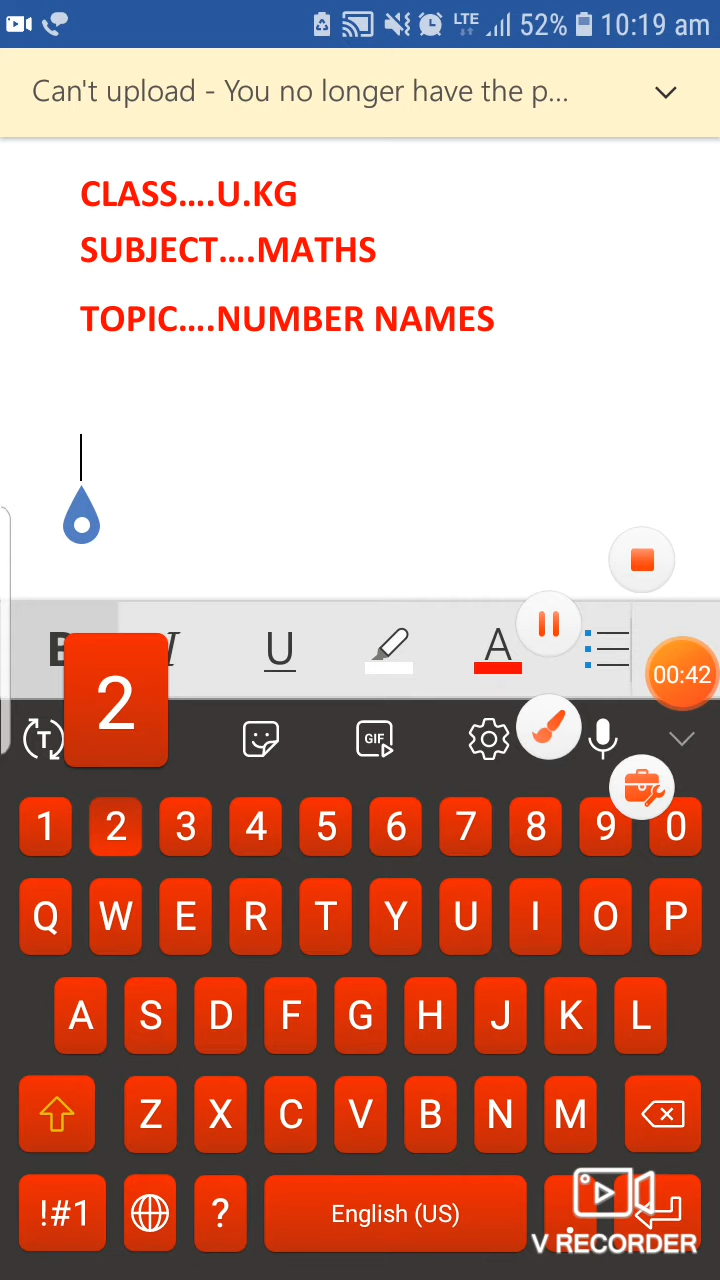 LTE 52% 10:19 am
Can't upload - You no longer have the p...
CLASS....U.KG
SUBJECT....MATHS
TOPIC....NUMBER NAMES
B I U A
00:42
2
T GIF
1 2 3 4 5 6 7 8 9 0
Q W E R T Y U I O P
A S D F G H J K L
Z X C V B N M
!#1 ? English (US)
V RECORDER